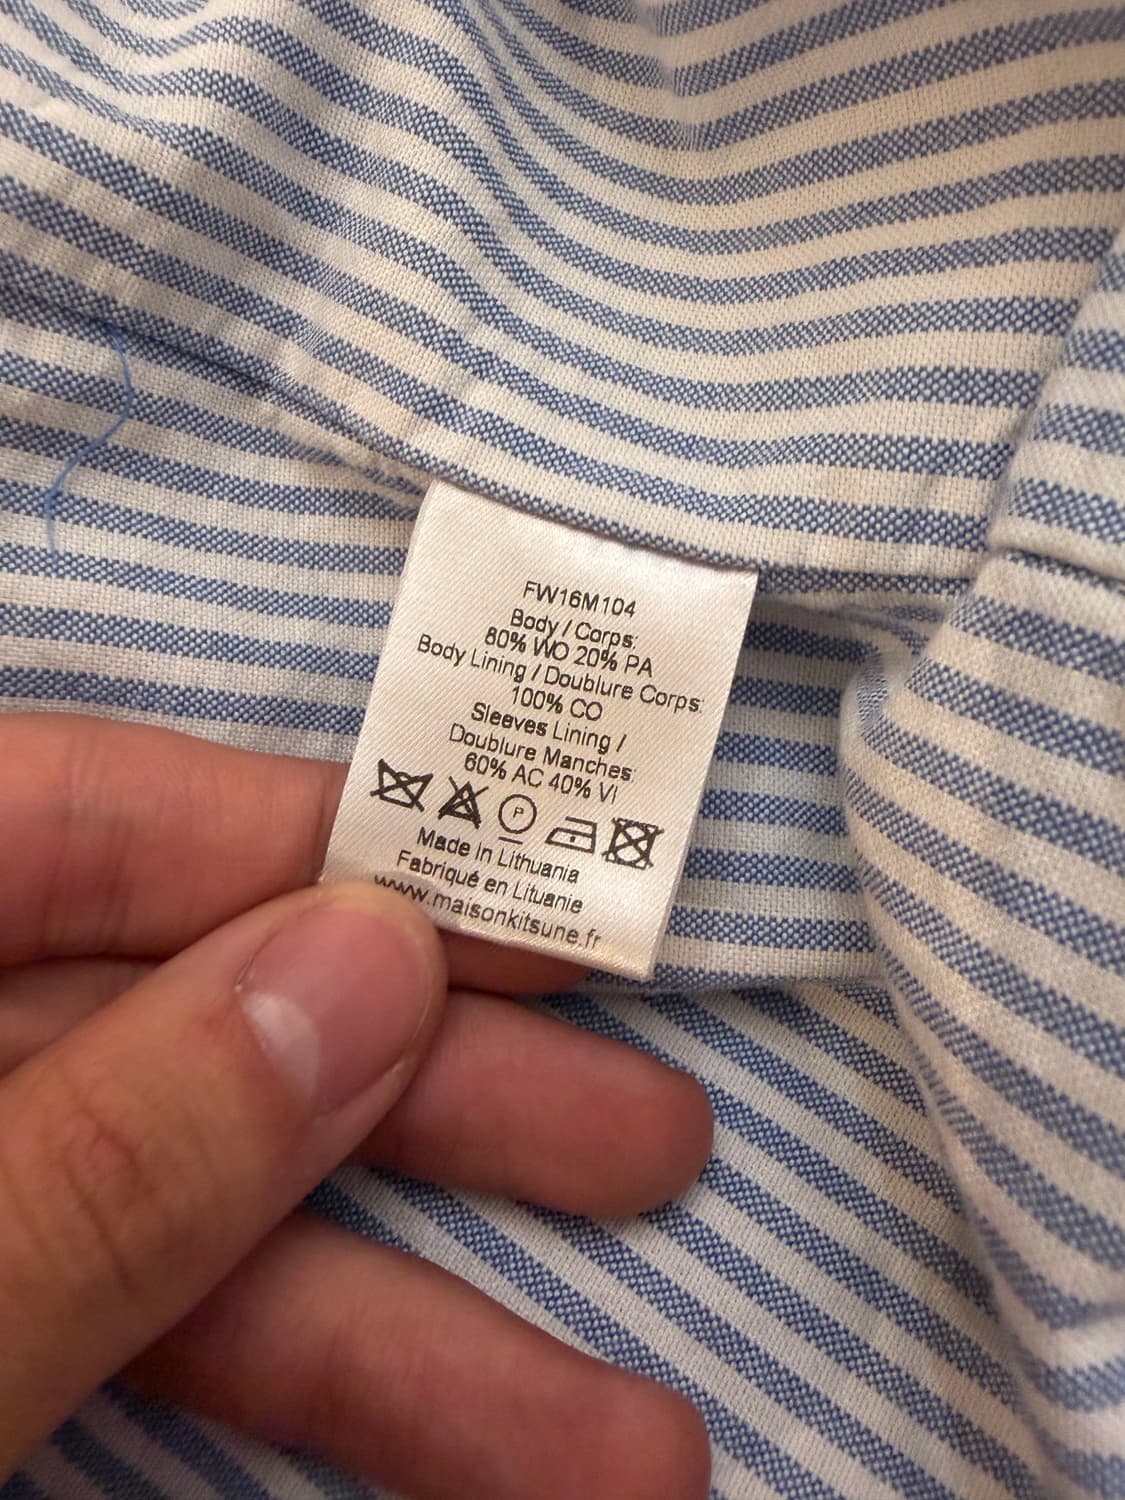 FW16M104
Body / Corps:
80% WO 20% PA
Body Lining / Doublure Corps:
100% CO
Sleeves Lining /
Doublure Manches:
60% AC 40% VI
P
Made in Lithuania
Fabriqué en Lituanie
www.maisonkitsune.fr